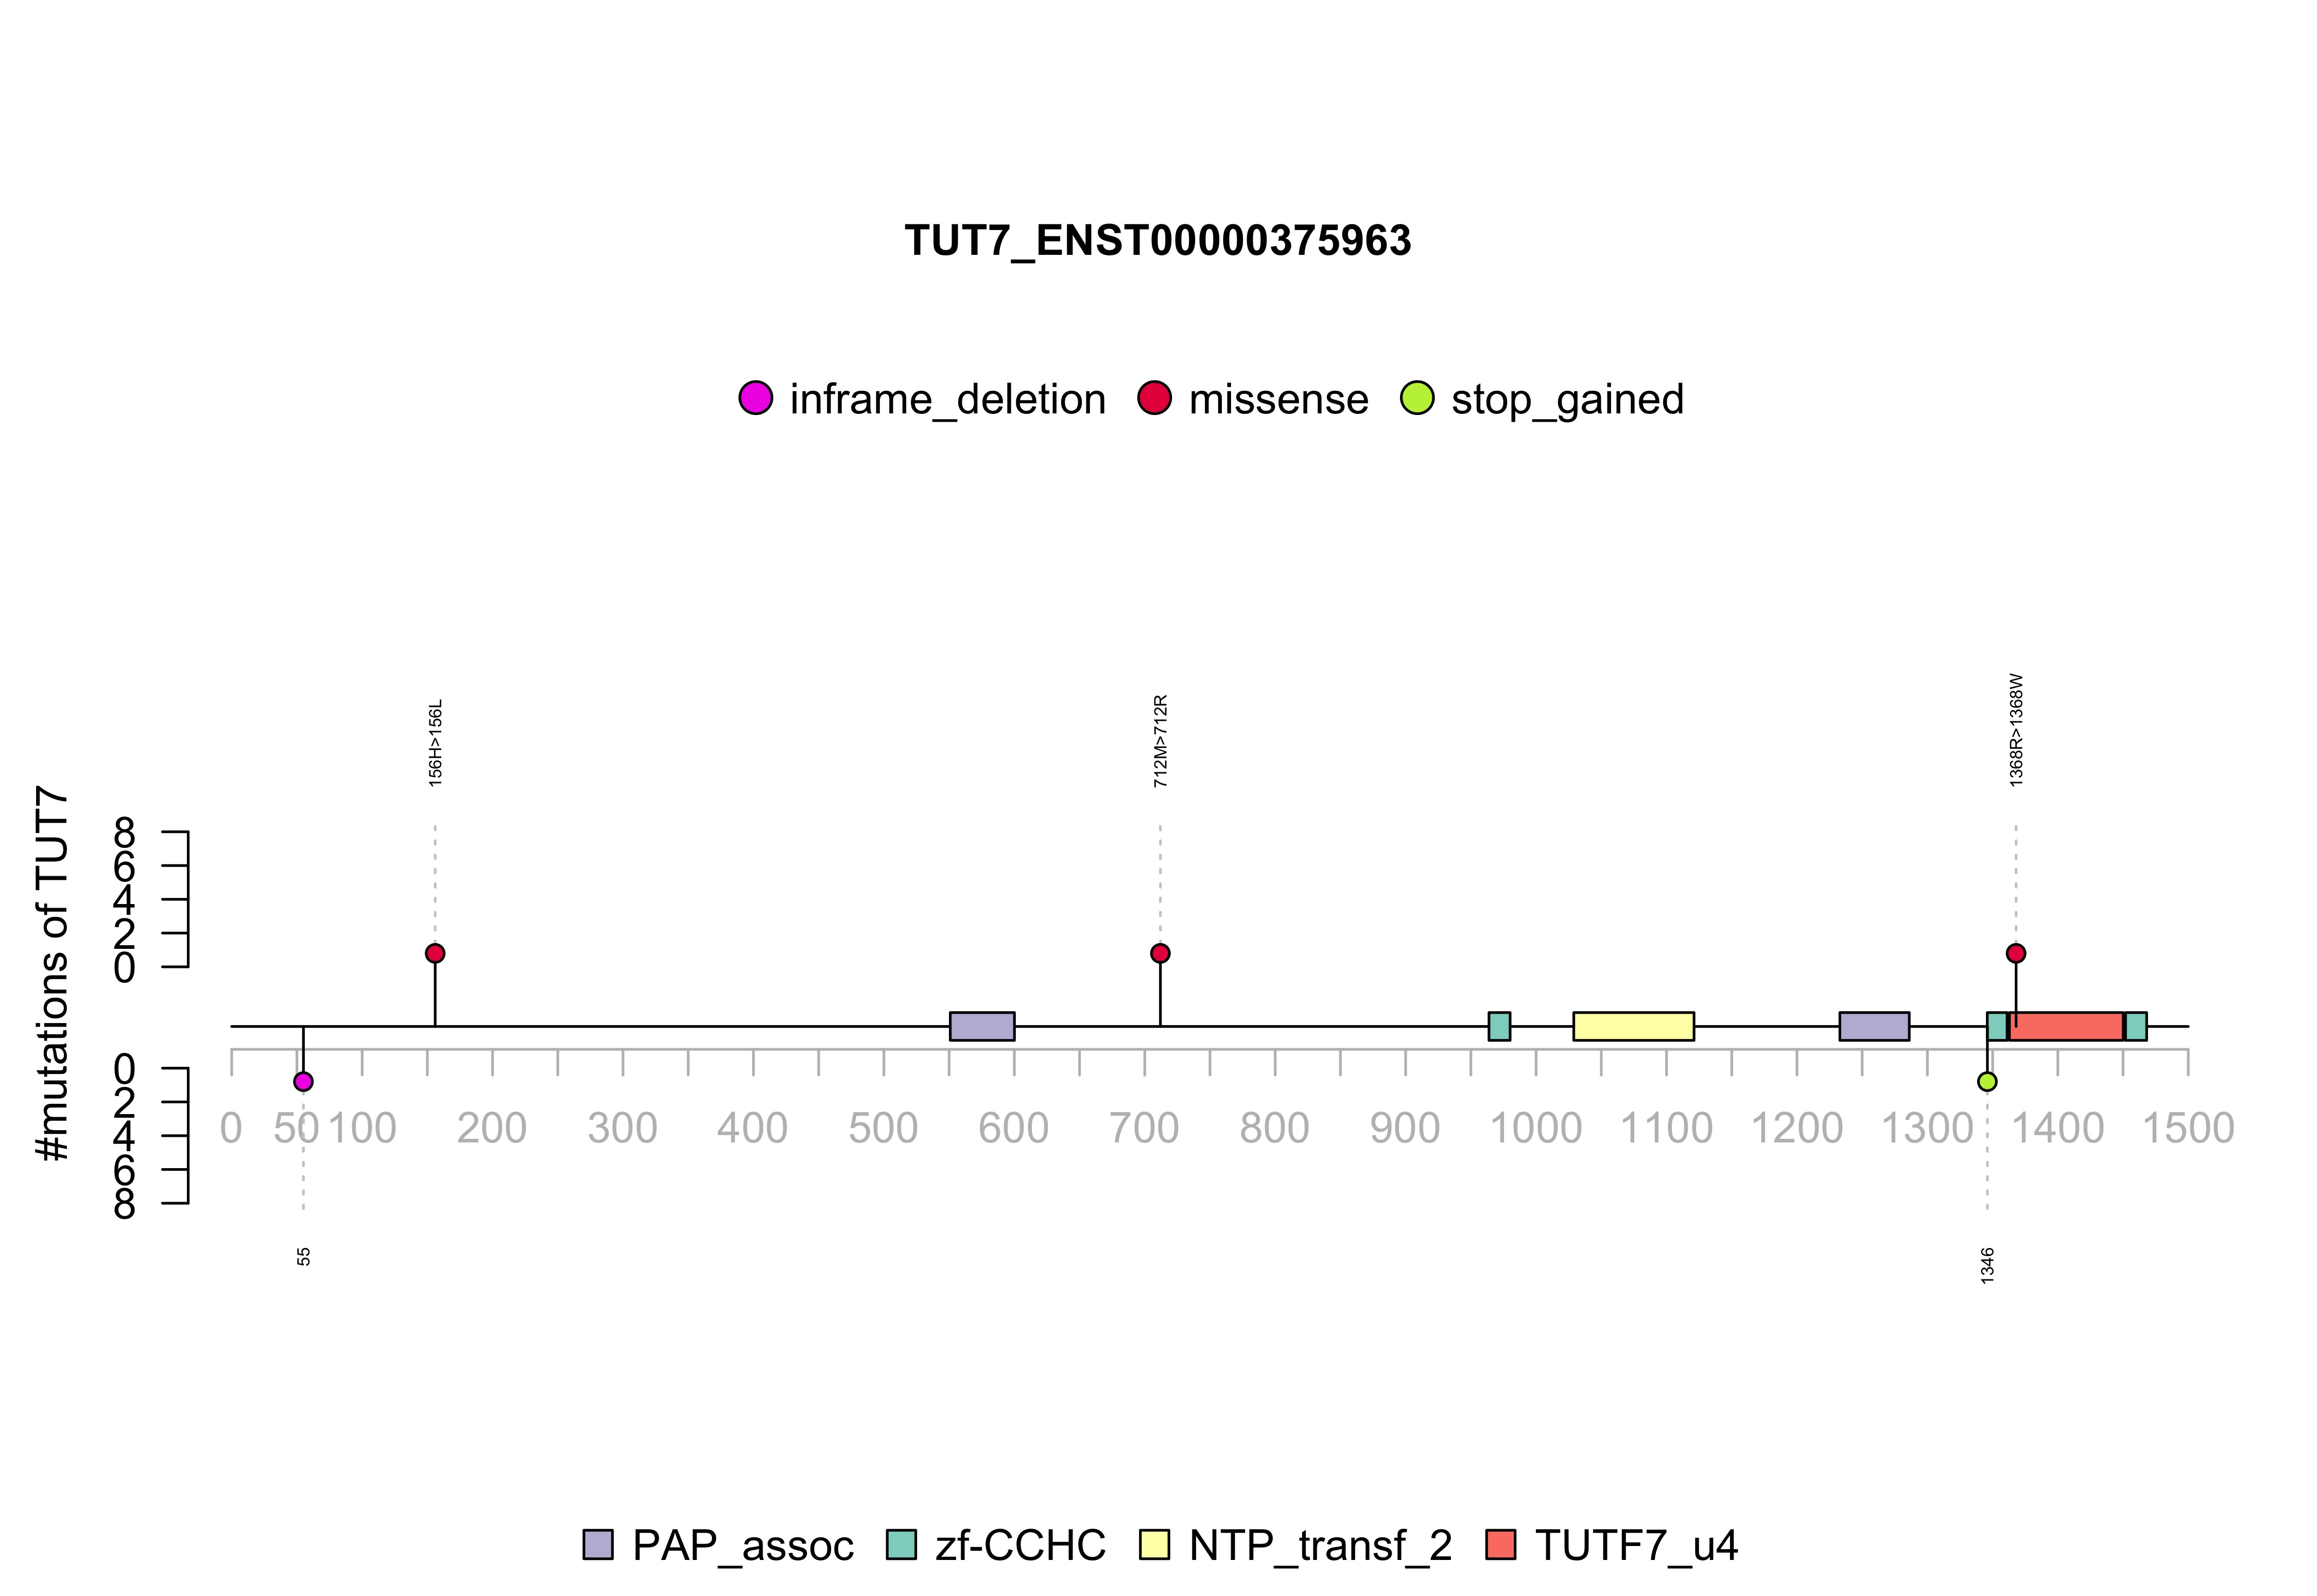 TUT7_ENST00000375963
inframe_deletion missense stop_gained
156H>156L
712M>712R
1368R>1368W
#mutations of TUT7
8
6
4
2
0
0
2
4
6
8
0 50 100 200 300 400 500 600 700 800 900 1000 1100 1200 1300 1400 1500
55
1346
PAP_assoc zf-CCHC NTP_transf_2 TUTF7_u4